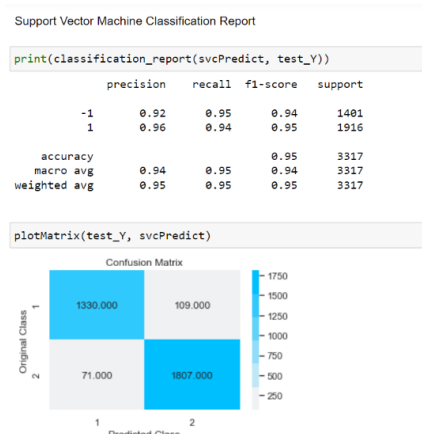 Support Vector Machine Classification Report
print(classification_report(svcPredict, test_Y))
precision recall f1-score support
-1 0.92 0.95 0.94 1401
1 0.96 0.94 0.95 1916
accuracy 0.95 3317
macro avg 0.94 0.95 0.94 3317
weighted avg 0.95 0.95 0.95 3317
plotMatrix(test_Y, svcPredict)
Confusion Matrix
Original Class
1
1330.000 109.000
2
71.000 1807.000
1 2
Predicted Class
1750
1500
1250
1000
750
500
250